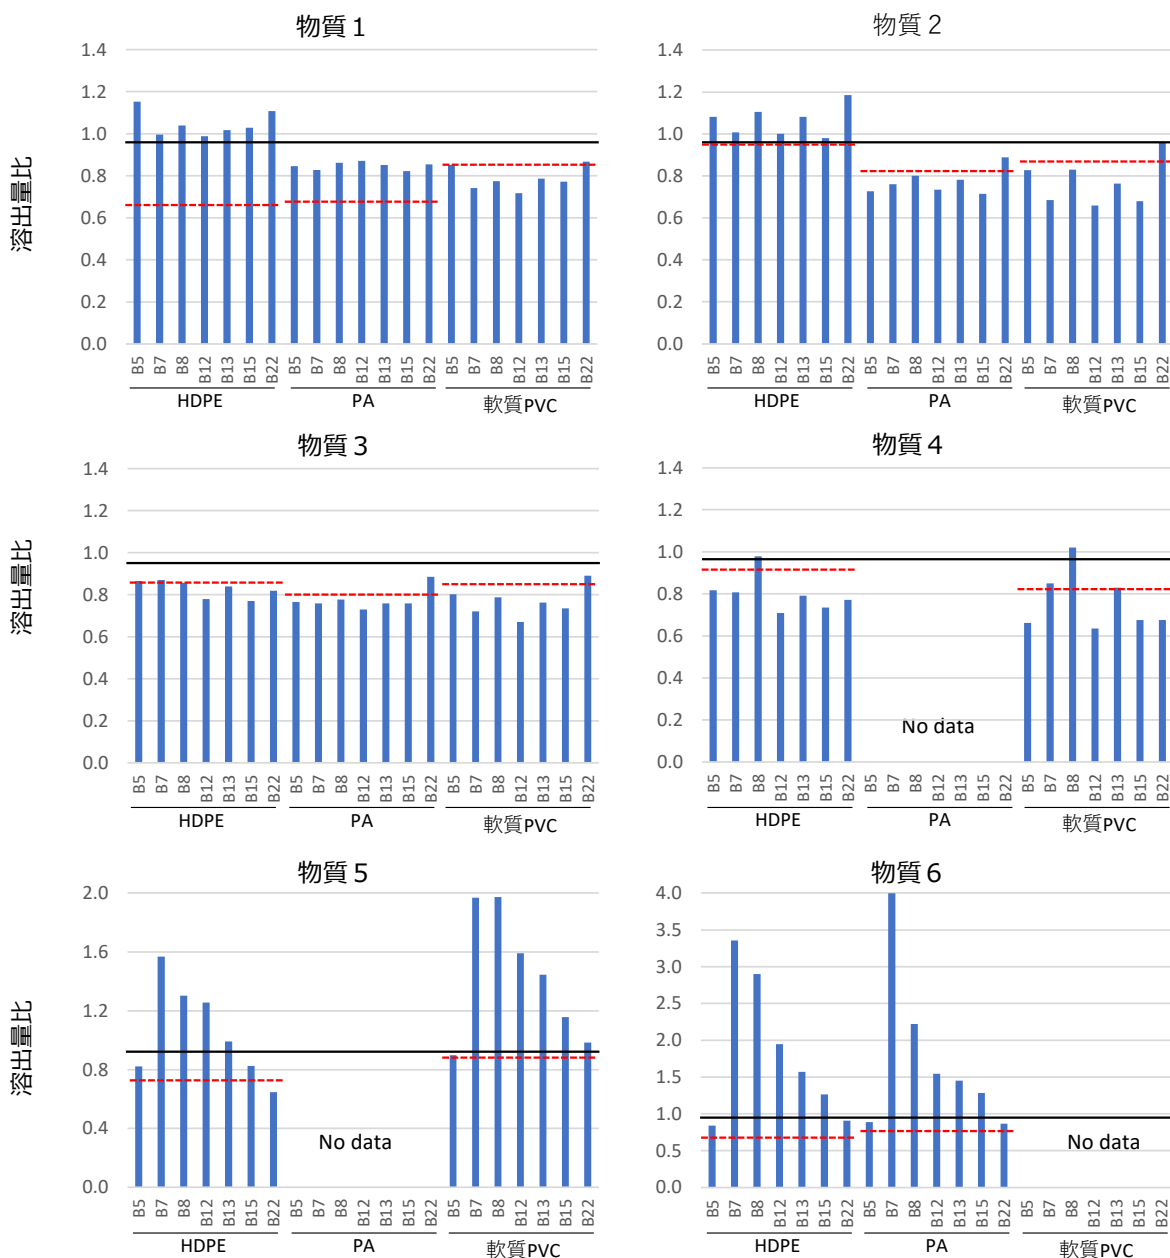 物質１
溶出量比
1.4
1.2
1.0
0.8
0.6
0.4
0.2
0.0
B5 B7 B8 B12 B13 B15 B22 B5 B7 B8 B12 B13 B15 B22 B5 B7 B8 B12 B13 B15 B22
HDPE PA 軟質PVC
物質２
1.4
1.2
1.0
0.8
0.6
0.4
0.2
0.0
B5 B7 B8 B12 B13 B15 B22 B5 B7 B8 B12 B13 B15 B22 B5 B7 B8 B12 B13 B15 B22
HDPE PA 軟質PVC
物質３
溶出量比
1.4
1.2
1.0
0.8
0.6
0.4
0.2
0.0
B5 B7 B8 B12 B13 B15 B22 B5 B7 B8 B12 B13 B15 B22 B5 B7 B8 B12 B13 B15 B22
HDPE PA 軟質PVC
物質４
1.4
1.2
1.0
0.8
0.6
0.4
0.2
0.0
No data
B5 B7 B8 B12 B13 B15 B22 B5 B7 B8 B12 B13 B15 B22 B5 B7 B8 B12 B13 B15 B22
HDPE PA 軟質PVC
物質５
溶出量比
2.0
1.6
1.2
0.8
0.4
0.0
No data
B5 B7 B8 B12 B13 B15 B22 B5 B7 B8 B12 B13 B15 B22 B5 B7 B8 B12 B13 B15 B22
HDPE PA 軟質PVC
物質６
4.0
3.5
3.0
2.5
2.0
1.5
1.0
0.5
0.0
No data
B5 B7 B8 B12 B13 B15 B22 B5 B7 B8 B12 B13 B15 B22 B5 B7 B8 B12 B13 B15 B22
HDPE PA 軟質PVC